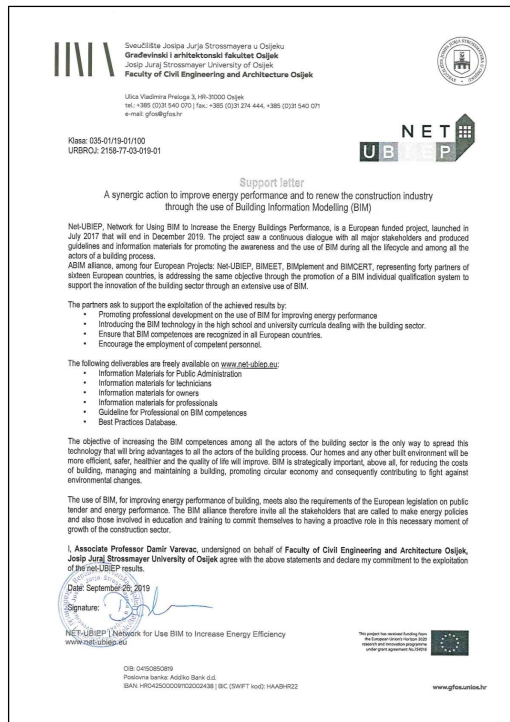 Sveučilište Josipa Jurja Strossmayera u Osijeku
Građevinski i arhitektonski fakultet Osijek
Josip Juraj Strossmayer University of Osijek
Faculty of Civil Engineering and Architecture Osijek
Ulica Vladimira Preloga 3, HR-31000 Osijek
tel.: +385 (0)31 540 070 | fax.: +385 (0)31 274 444, +385 (0)31 540 071
e-mail: gfos@gfos.hr
Klasa: 035-01/19-01/100
URBROJ: 2158-77-03-019-01
NET
UBIEP
Support letter
A synergic action to improve energy performance and to renew the construction industry
through the use of Building Information Modelling (BIM)
Net-UBIEP, Network for Using BIM to Increase the Energy Buildings Performance, is a European funded project, launched in
July 2017 that will end in December 2019. The project saw a continuous dialogue with all major stakeholders and produced
guidelines and information materials for promoting the awareness and the use of BIM during all the lifecycle and among all the
actors of a building process.
ABIM alliance, among four European Projects: Net-UBIEP, BIMEET, BIMplement and BIMCERT, representing forty partners of
sixteen European countries, is addressing the same objective through the promotion of a BIM individual qualification system to
support the innovation of the building sector through an extensive use of BIM.
The partners ask to support the exploitation of the achieved results by:
• Promoting professional development on the use of BIM for improving energy performance
• Introducing the BIM technology in the high school and university curricula dealing with the building sector.
• Ensure that BIM competences are recognized in all European countries.
• Encourage the employment of competent personnel.
The following deliverables are freely available on www.net-ubiep.eu:
• Information Materials for Public Administration
• Information materials for technicians
• Information materials for owners
• Information materials for professionals
• Guideline for Professional on BIM competences
• Best Practices Database.
The objective of increasing the BIM competences among all the actors of the building sector is the only way to spread this
technology that will bring advantages to all the actors of the building process. Our homes and any other built environment will be
more efficient, safer, healthier and the quality of life will improve. BIM is strategically important, above all, for reducing the costs
of building, managing and maintaining a building, promoting circular economy and consequently contributing to fight against
environmental changes.
The use of BIM, for improving energy performance of building, meets also the requirements of the European legislation on public
tender and energy performance. The BIM alliance therefore invite all the stakeholders that are called to make energy policies
and also those involved in education and training to commit themselves to having a proactive role in this necessary moment of
growth of the construction sector.
I, Associate Professor Damir Varevac, undersigned on behalf of Faculty of Civil Engineering and Architecture Osijek,
Josip Juraj Strossmayer University of Osijek agree with the above statements and declare my commitment to the exploitation
of the net-UBIEP results.
Date: September 26, 2019
Signature:
NET-UBIEP | Network for Use BIM to Increase Energy Efficiency
www.net-ubiep.eu
This project has received funding from
the European Union's Horizon 2020
research and innovation programme
under grant agreement No.754016
OIB: 04150850819
Poslovna banka: Addiko Bank d.d.
IBAN: HR0425000091102002438 | BIC (SWIFT kod): HAABHR22
www.gfos.unios.hr